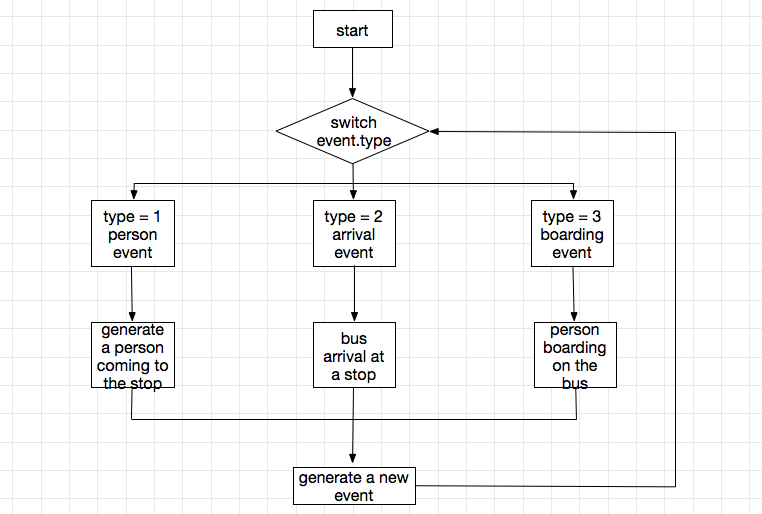 start
switch
event.type
type = 1
person
event
type = 2
arrival
event
type = 3
boarding
event
generate
a person
coming to
the stop
bus
arrival at
a stop
person
boarding
on the
bus
generate a new
event